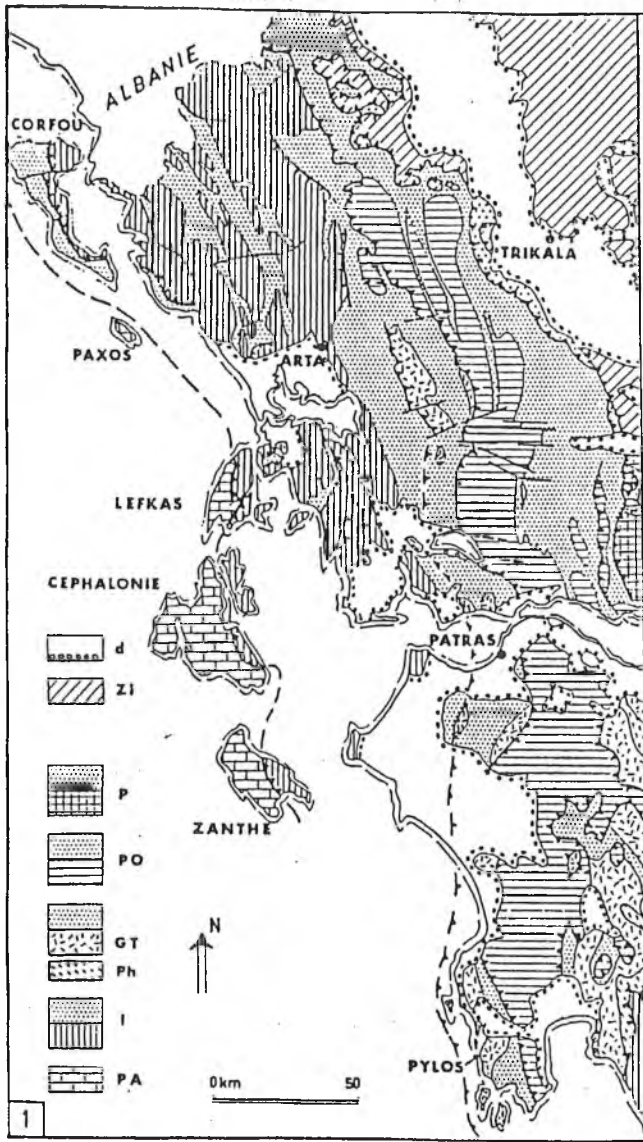 ALBANIE
CORFOU
TRIKALA
PAXOS
ARTA
LEFKAS
CEPHALONIE
PATRAS
d
Zi
ZANTHE
P
PO
N
GT
Ph
I
PA
0km 50
PYLOS
1